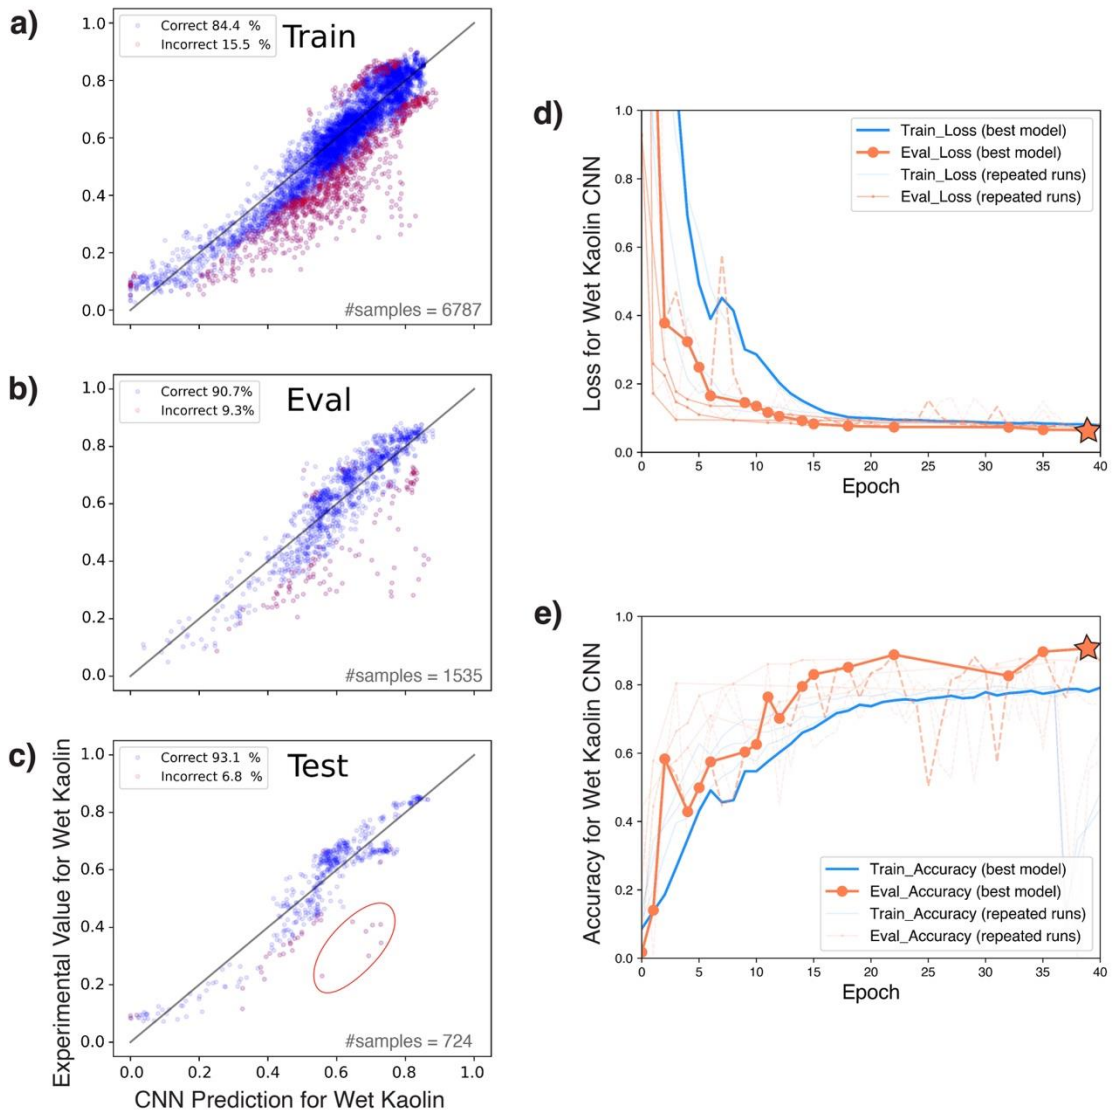 a)
Correct 84.4 %
Incorrect 15.5 %
Train
1.0
0.8
0.6
0.4
0.2
0.0
#samples = 6787
b)
Correct 90.7%
Incorrect 9.3%
Eval
1.0
0.8
0.6
0.4
0.2
0.0
#samples = 1535
c)
Correct 93.1 %
Incorrect 6.8 %
Test
1.0
0.8
0.6
0.4
0.2
0.0
#samples = 724
0.0 0.2 0.4 0.6 0.8 1.0
Experimental Value for Wet Kaolin
CNN Prediction for Wet Kaolin
d)
Train_Loss (best model)
Eval_Loss (best model)
Train_Loss (repeated runs)
Eval_Loss (repeated runs)
1.0
0.8
0.6
0.4
0.2
0.0
0 5 10 15 20 25 30 35 40
Loss for Wet Kaolin CNN
Epoch
e)
1.0
0.8
0.6
0.4
0.2
0.0
Train_Accuracy (best model)
Eval_Accuracy (best model)
Train_Accuracy (repeated runs)
Eval_Accuracy (repeated runs)
0 5 10 15 20 25 30 35 40
Accuracy for Wet Kaolin CNN
Epoch